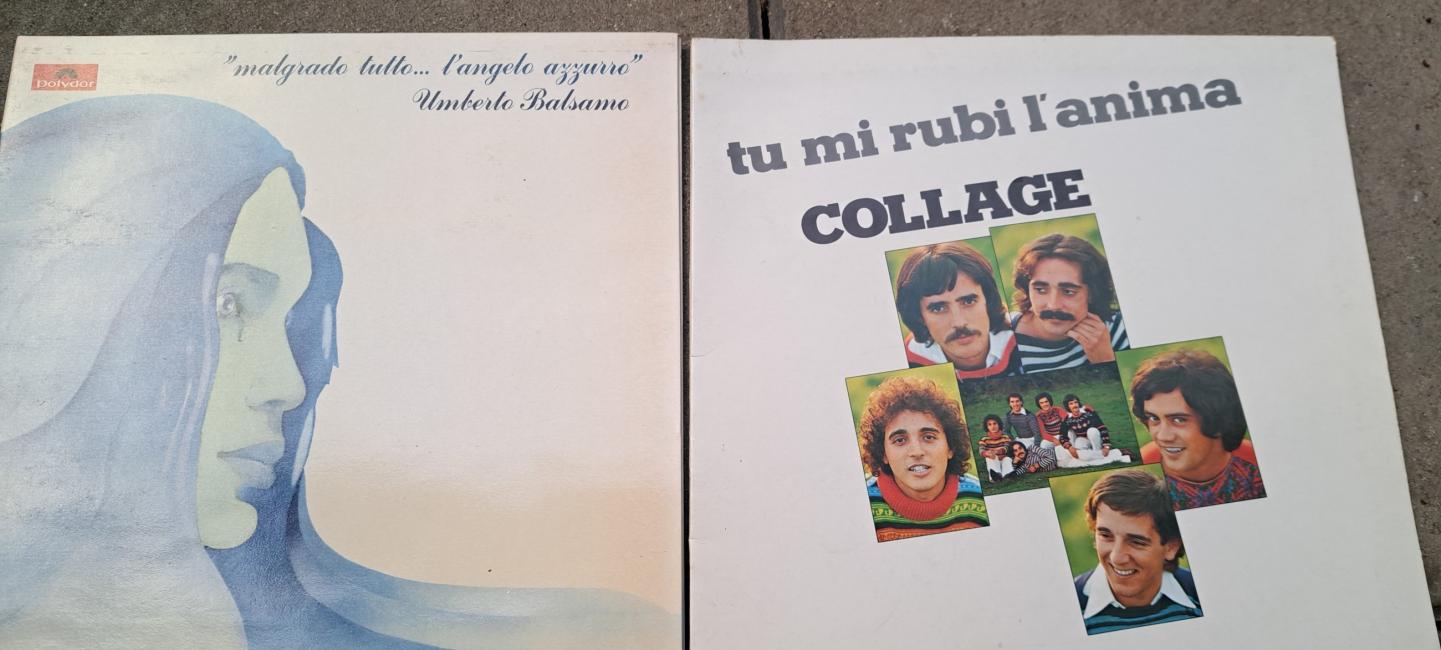 Polydor
"malgrado tutto... l'angelo azzurro"
Umberto Balsamo
tu mi rubi l'anima
COLLAGE